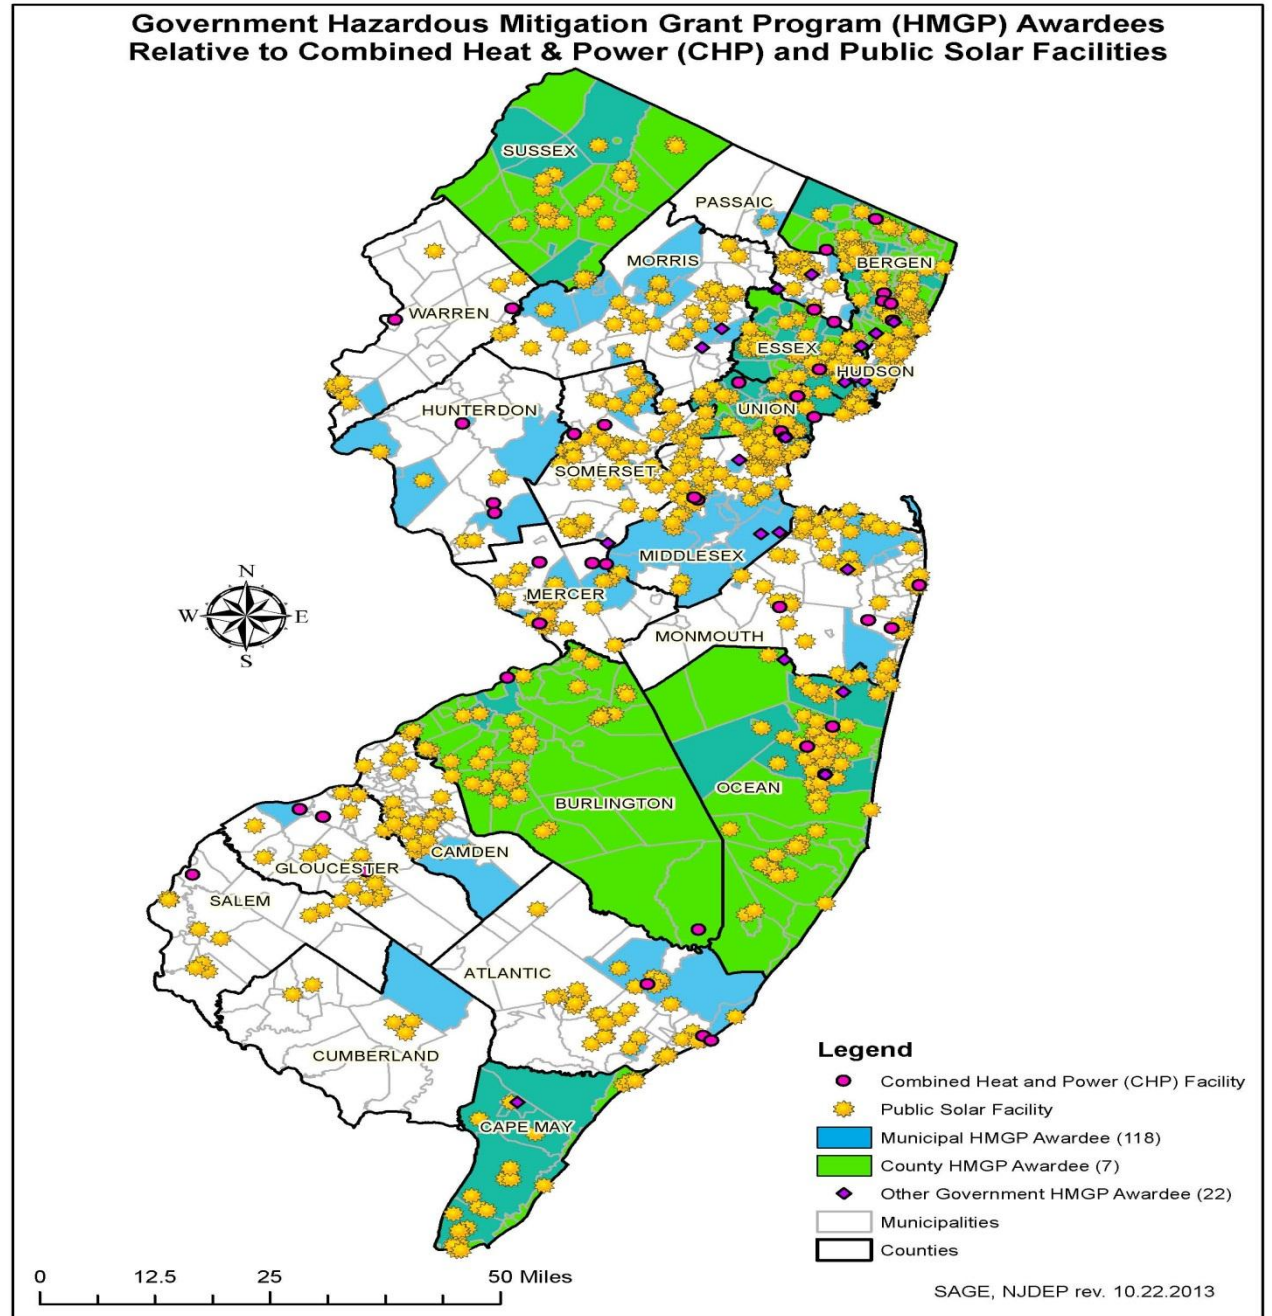 Government Hazardous Mitigation Grant Program (HMGP) Awardees
Relative to Combined Heat & Power (CHP) and Public Solar Facilities
SUSSEX
PASSAIC
BERGEN
MORRIS
WARREN
ESSEX
HUDSON
UNION
HUNTERDON
SOMERSET
MIDDLESEX
MERCER
MONMOUTH
N
W
E
S
OCEAN
BURLINGTON
CAMDEN
GLOUCESTER
SALEM
ATLANTIC
CUMBERLAND
CAPE MAY
Legend
Combined Heat and Power (CHP) Facility
Public Solar Facility
Municipal HMGP Awardee (118)
County HMGP Awardee (7)
Other Government HMGP Awardee (22)
Municipalities
Counties
0 12.5 25 50 Miles
SAGE, NJDEP rev. 10.22.2013